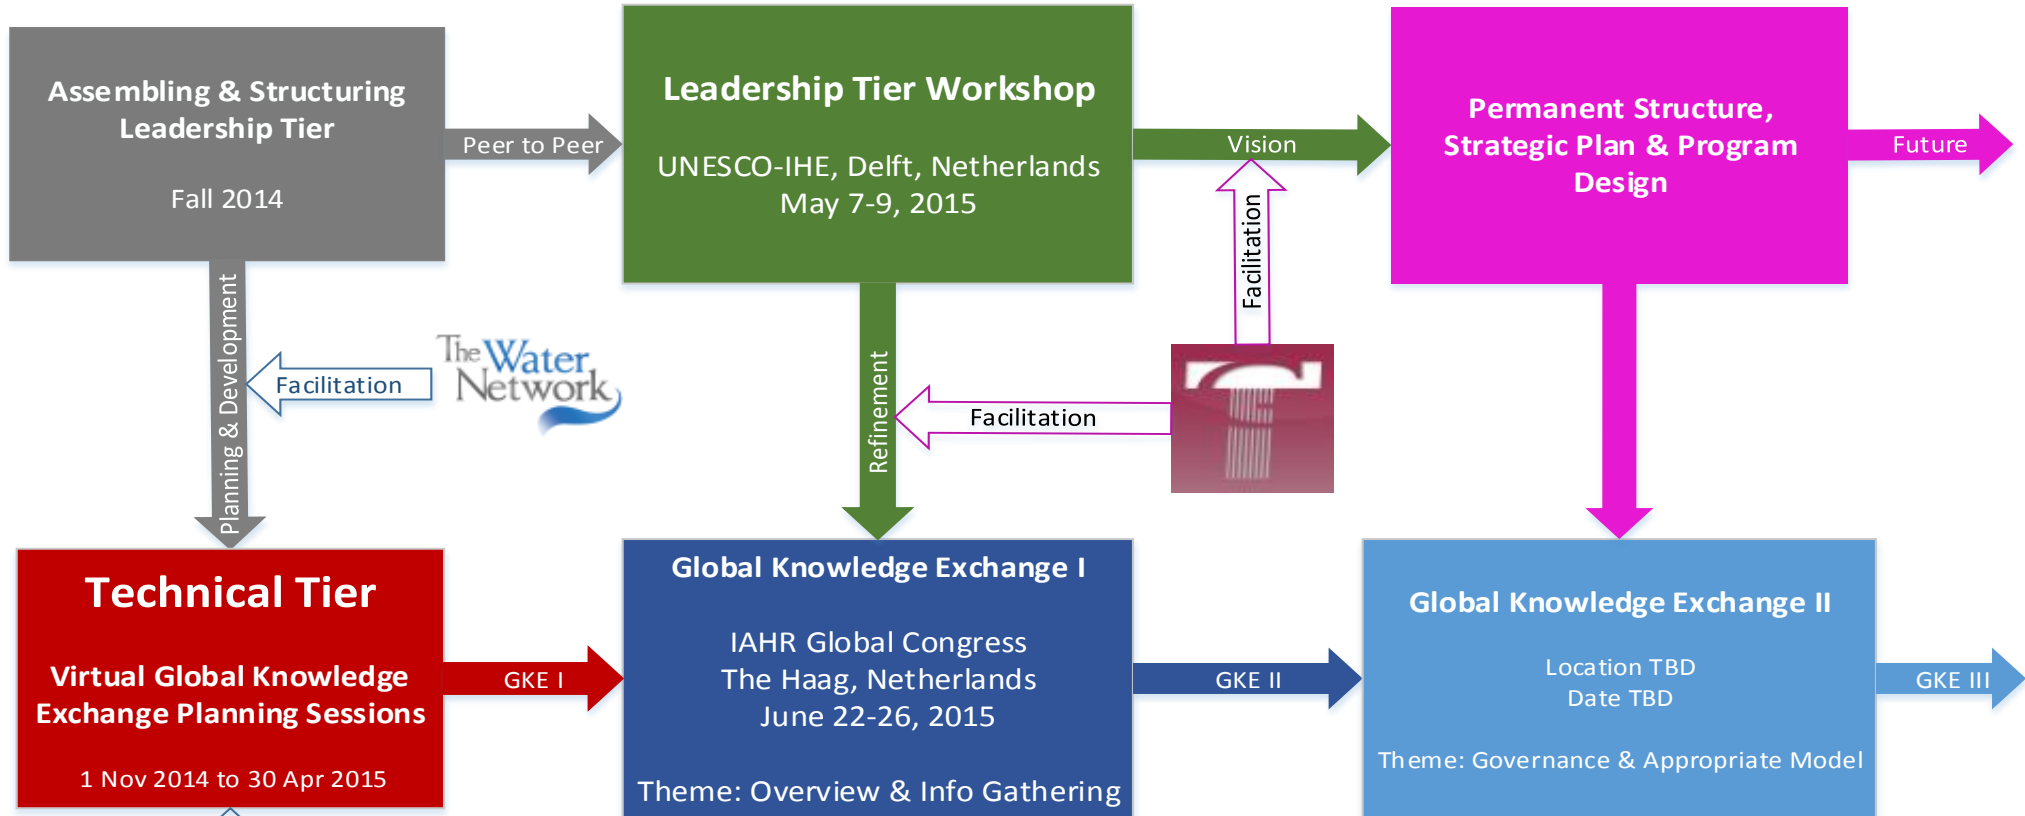 Assembling & Structuring
Leadership Tier
Fall 2014
Peer to Peer
Leadership Tier Workshop
UNESCO-IHE, Delft, Netherlands
May 7-9, 2015
Vision
Permanent Structure,
Strategic Plan & Program
Design
Future
Planning & Development
Facilitation
The Water
Network
Refinement
Facilitation
Facilitation
Technical Tier
Virtual Global Knowledge
Exchange Planning Sessions
1 Nov 2014 to 30 Apr 2015
GKE I
Global Knowledge Exchange I
IAHR Global Congress
The Haag, Netherlands
June 22-26, 2015
Theme: Overview & Info Gathering
GKE II
Global Knowledge Exchange II
Location TBD
Date TBD
Theme: Governance & Appropriate Model
GKE III